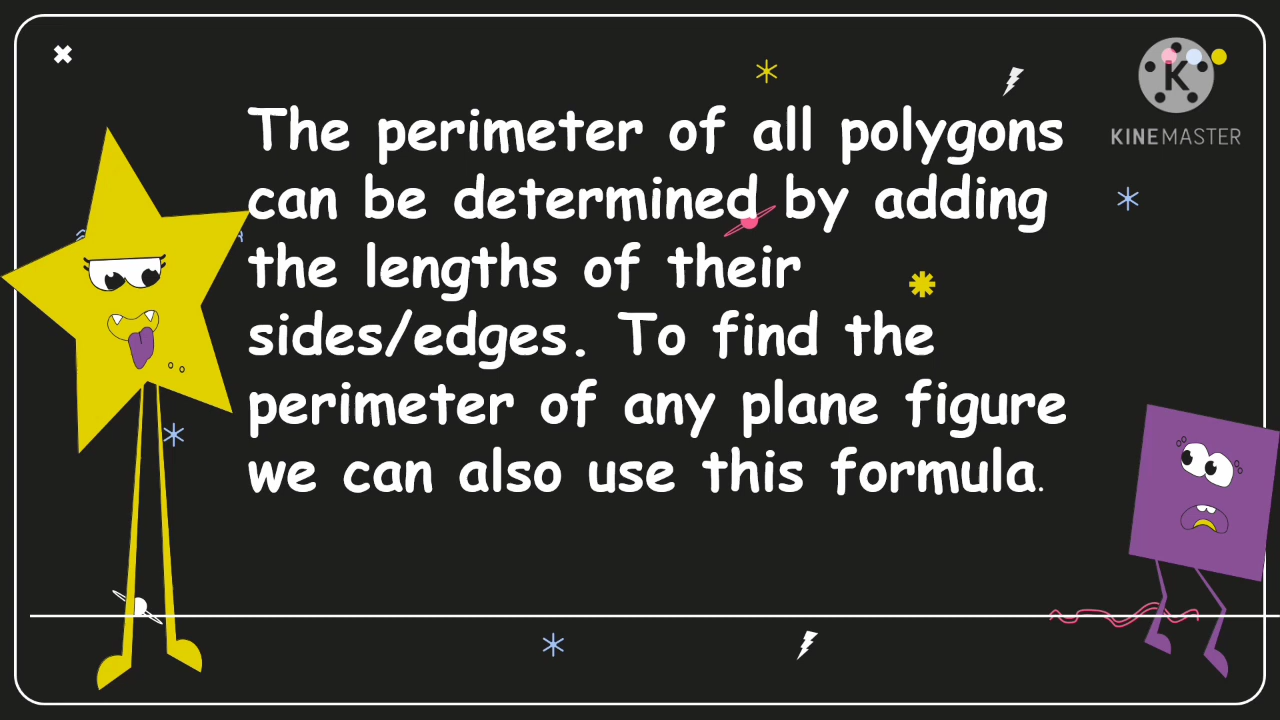 The perimeter of all polygons
can be determined by adding
the lengths of their
sides/edges. To find the
perimeter of any plane figure
we can also use this formula.
K
KINEMASTER